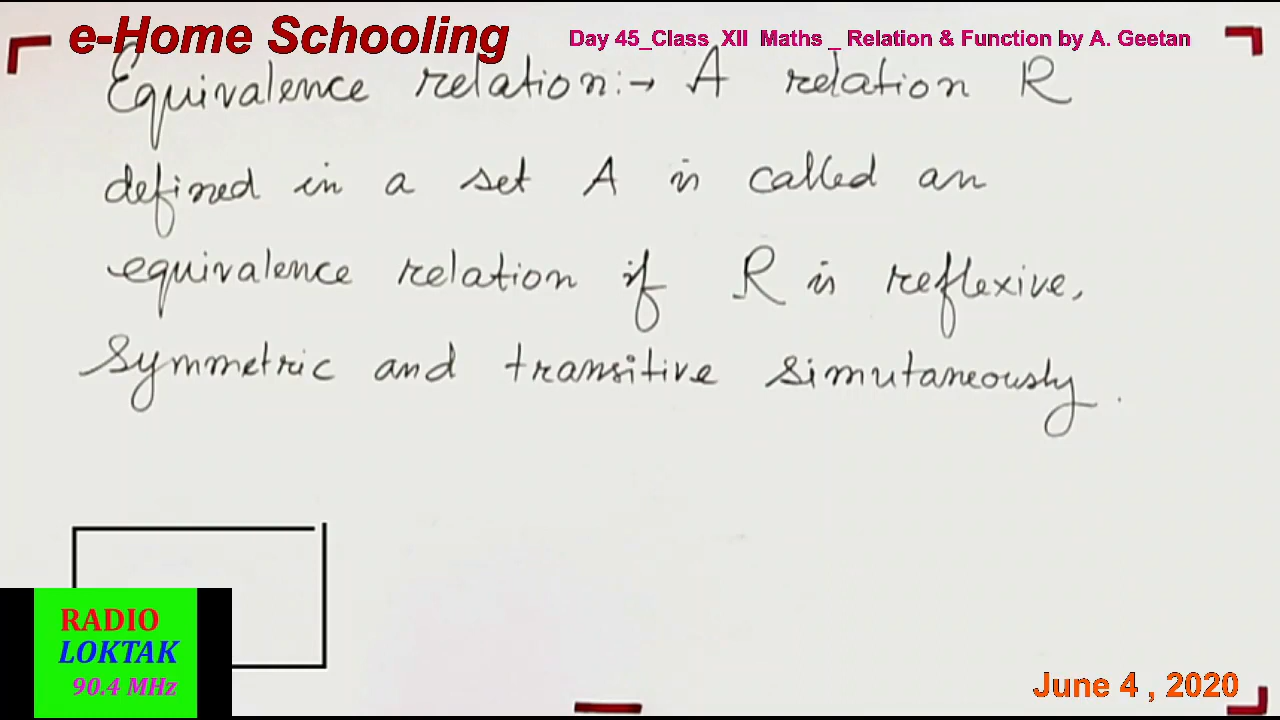 e-Home Schooling
Day 45_Class XII Maths _ Relation & Function by A. Geetan
Equivalence relation:→ A relation R
defined in a set A is called an
equivalence relation if R is reflexive,
symmetric and transitive simutaneously.
RADIO
LOKTAK
90.4 MHz
June 4 , 2020